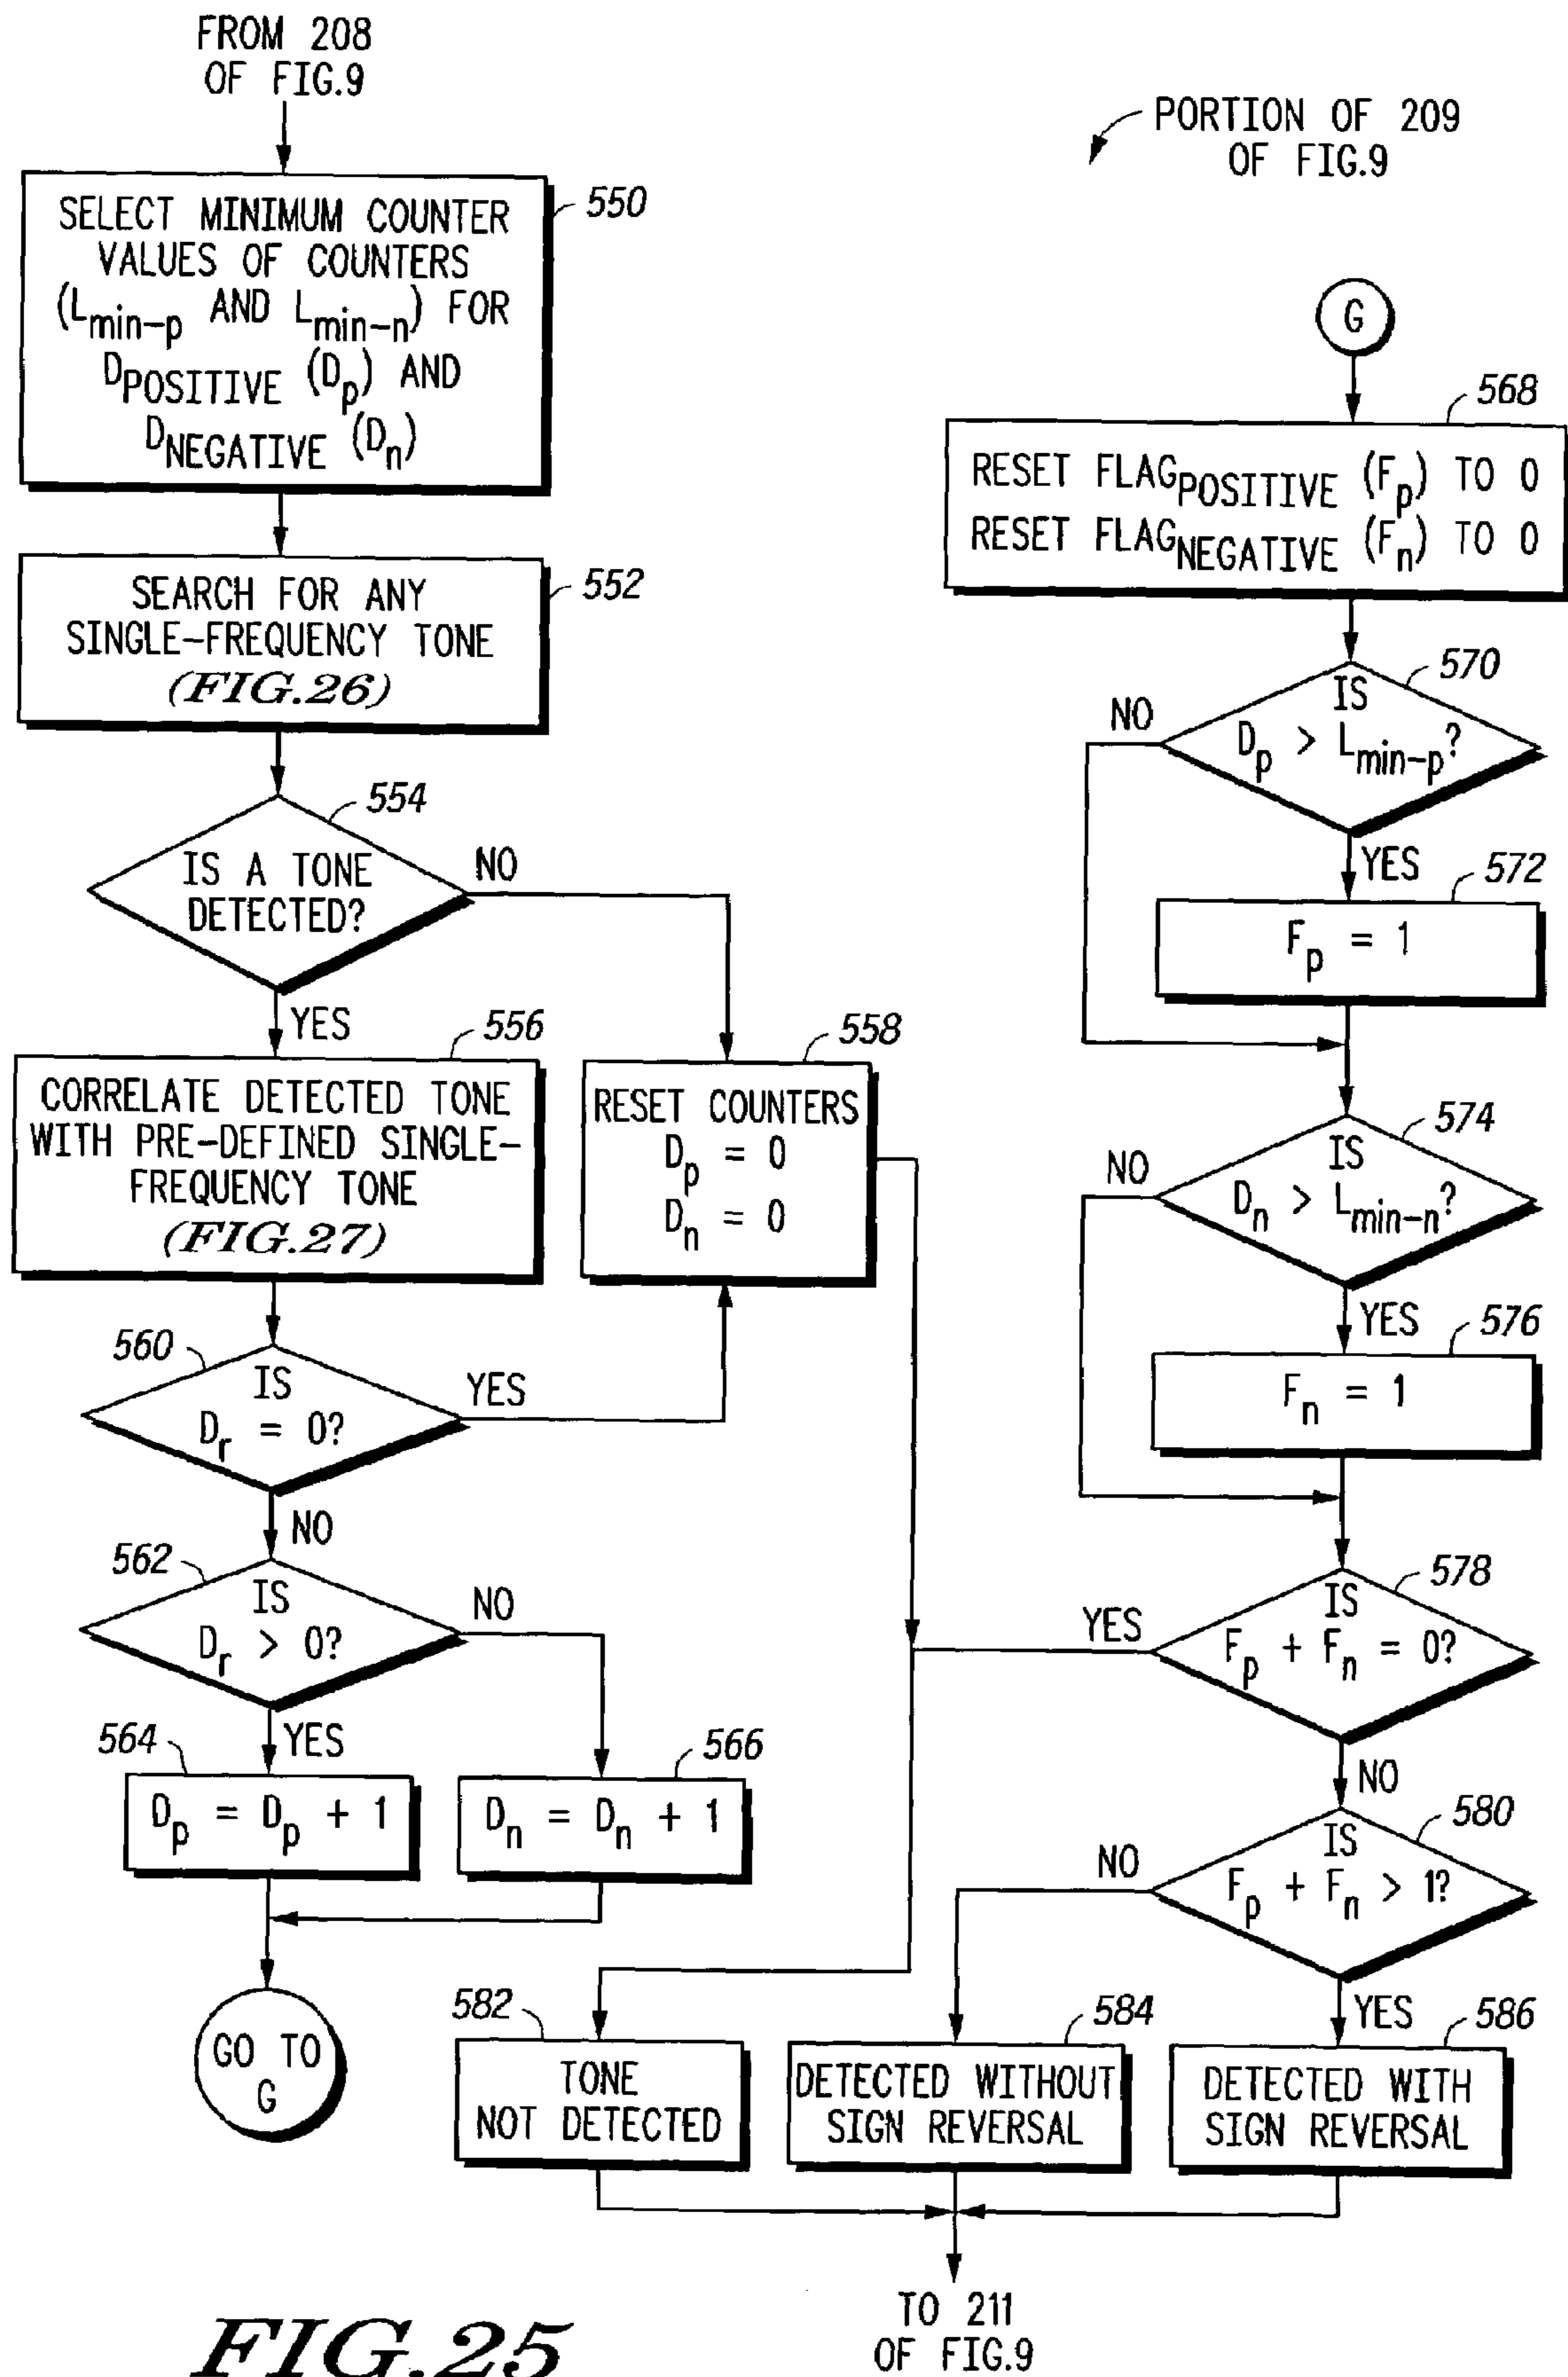 FROM 208
OF FIG.9
SELECT MINIMUM COUNTER
VALUES OF COUNTERS
(Lmin-p AND Lmin-n) FOR
DPOSITIVE (Dp) AND
DNEGATIVE (Dn)
550
SEARCH FOR ANY
SINGLE-FREQUENCY TONE
(FIG.26)
552
554
IS A TONE
DETECTED?
NO
YES
556
CORRELATE DETECTED TONE
WITH PRE-DEFINED SINGLE-
FREQUENCY TONE
(FIG.27)
558
RESET COUNTERS
Dp = 0
Dn = 0
560
IS
Dr = 0?
YES
NO
562
IS
Dr > 0?
NO
YES
564
Dp = Dp + 1
566
Dn = Dn + 1
GO TO
G
PORTION OF 209
OF FIG.9
G
568
RESET FLAGPOSITIVE (Fp) TO 0
RESET FLAGNEGATIVE (Fn) TO 0
570
IS
Dp > Lmin-p?
NO
YES
572
Fp = 1
574
IS
Dn > Lmin-n?
NO
YES
576
Fn = 1
578
IS
Fp + Fn = 0?
YES
NO
580
IS
Fp + Fn > 1?
NO
YES
582
TONE
NOT DETECTED
584
DETECTED WITHOUT
SIGN REVERSAL
586
DETECTED WITH
SIGN REVERSAL
TO 211
OF FIG.9
FIG.25